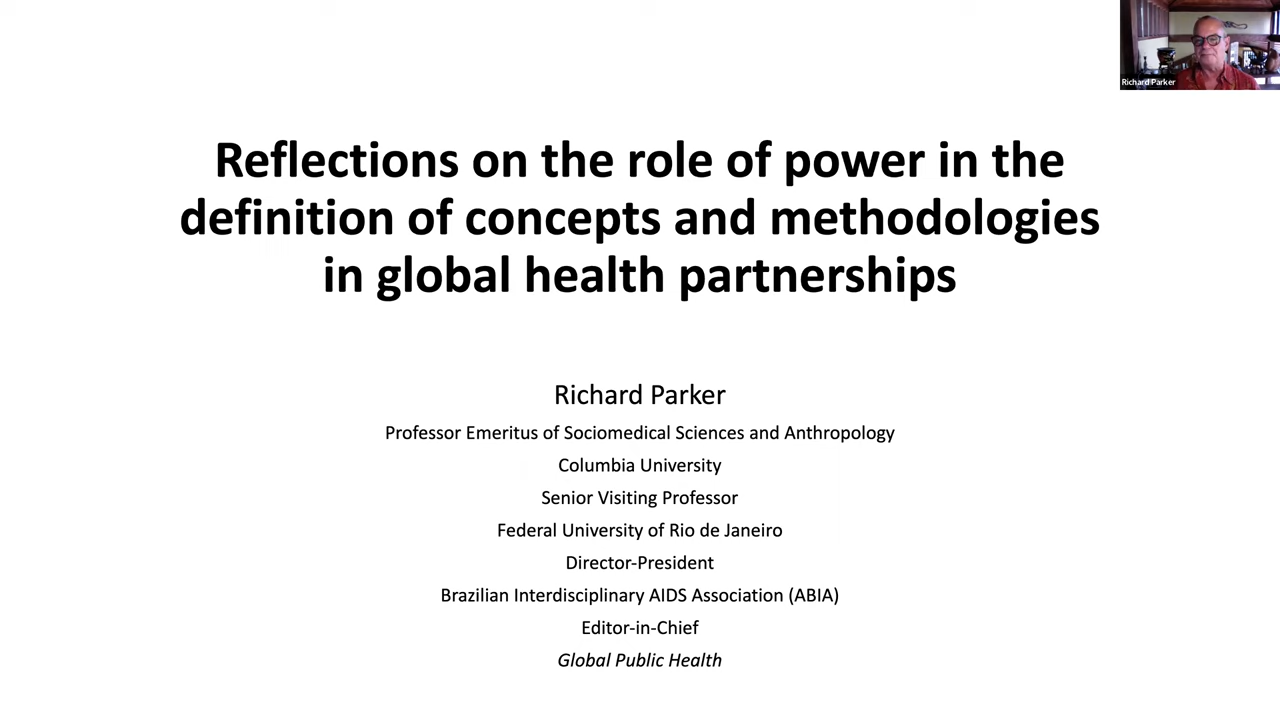 Richard Parker
Reflections on the role of power in the
definition of concepts and methodologies
in global health partnerships
Richard Parker
Professor Emeritus of Sociomedical Sciences and Anthropology
Columbia University
Senior Visiting Professor
Federal University of Rio de Janeiro
Director-President
Brazilian Interdisciplinary AIDS Association (ABIA)
Editor-in-Chief
Global Public Health